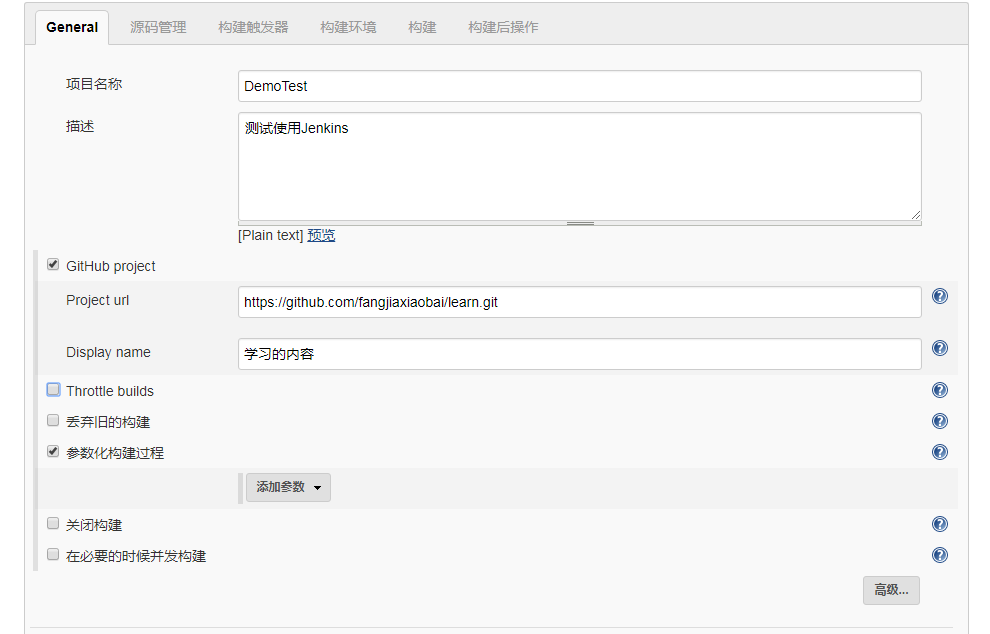 General 源码管理 构建触发器 构建环境 构建 构建后操作
项目名称 DemoTest
描述 测试使用Jenkins
[Plain text] 预览
GitHub project
Project url https://github.com/fangjiaxiaobai/learn.git
Display name 学习的内容
Throttle builds
丢弃旧的构建
参数化构建过程
添加参数
关闭构建
在必要的时候并发构建
高级...